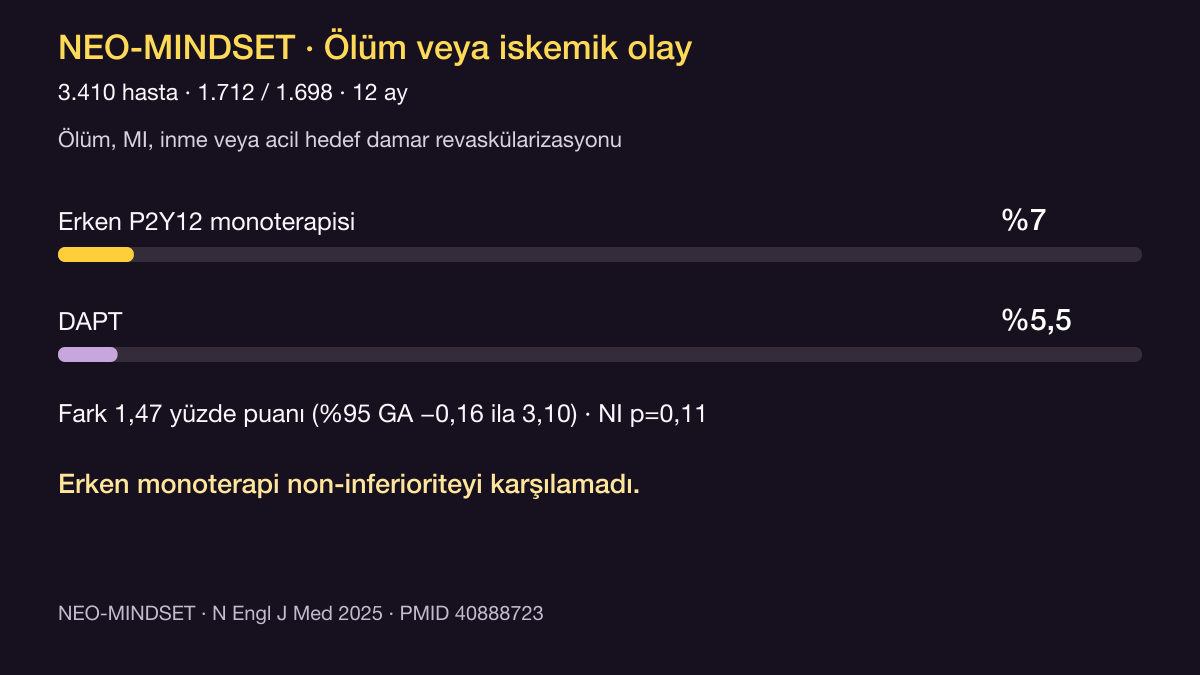 NEO-MINDSET · Ölüm veya iskemik olay
3.410 hasta · 1.712 / 1.698 · 12 ay
Ölüm, MI, inme veya acil hedef damar revaskülarizasyonu
Erken P2Y12 monoterapisi
%7
DAPT
%5,5
Fark 1,47 yüzde puanı (%95 GA −0,16 ila 3,10) · NI p=0,11
Erken monoterapi non-inferioriteyi karşılamadı.
NEO-MINDSET · N Engl J Med 2025 · PMID 40888723